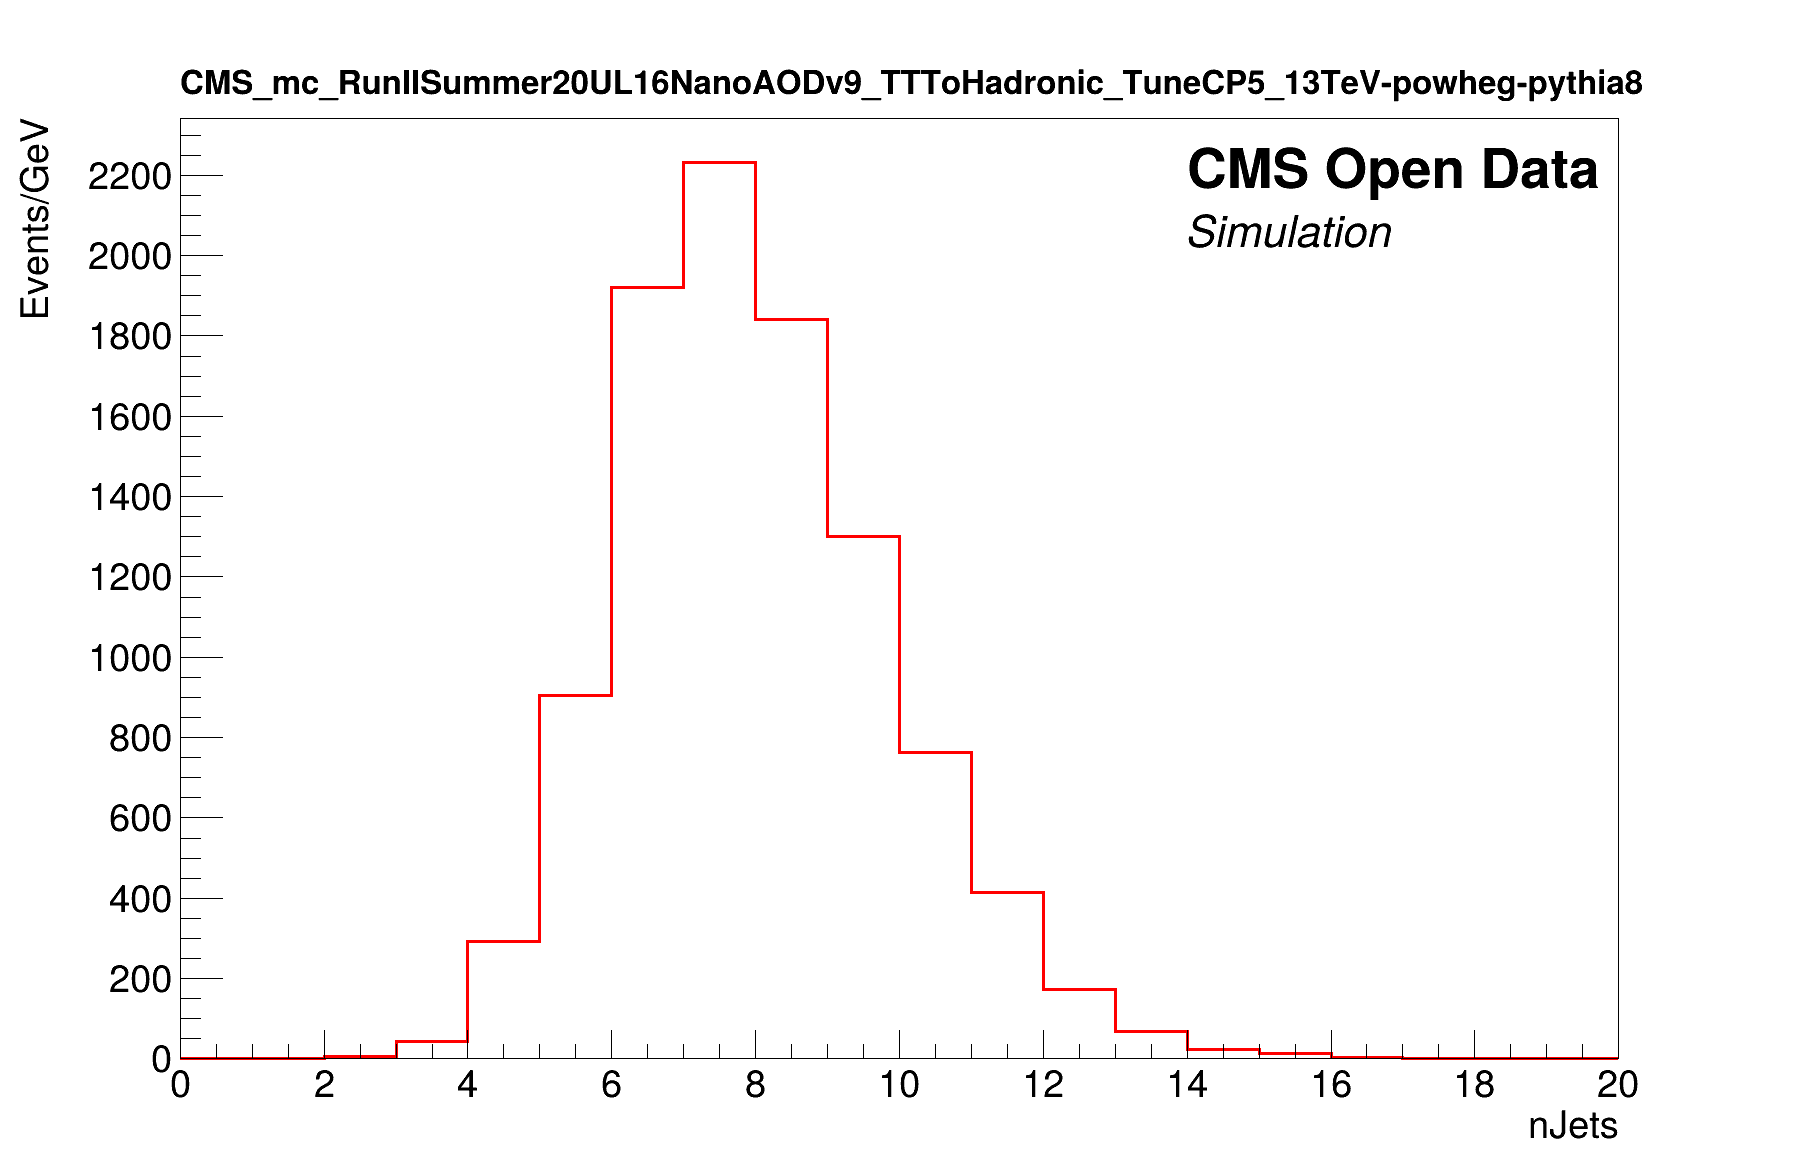 CMS_mc_RunIISummer20UL16NanoAODv9_TTToHadronic_TuneCP5_13TeV-powheg-pythia8
Events/GeV
CMS Open Data
Simulation
2200
2000
1800
1600
1400
1200
1000
800
600
400
200
0
0 2 4 6 8 10 12 14 16 18 20
nJets